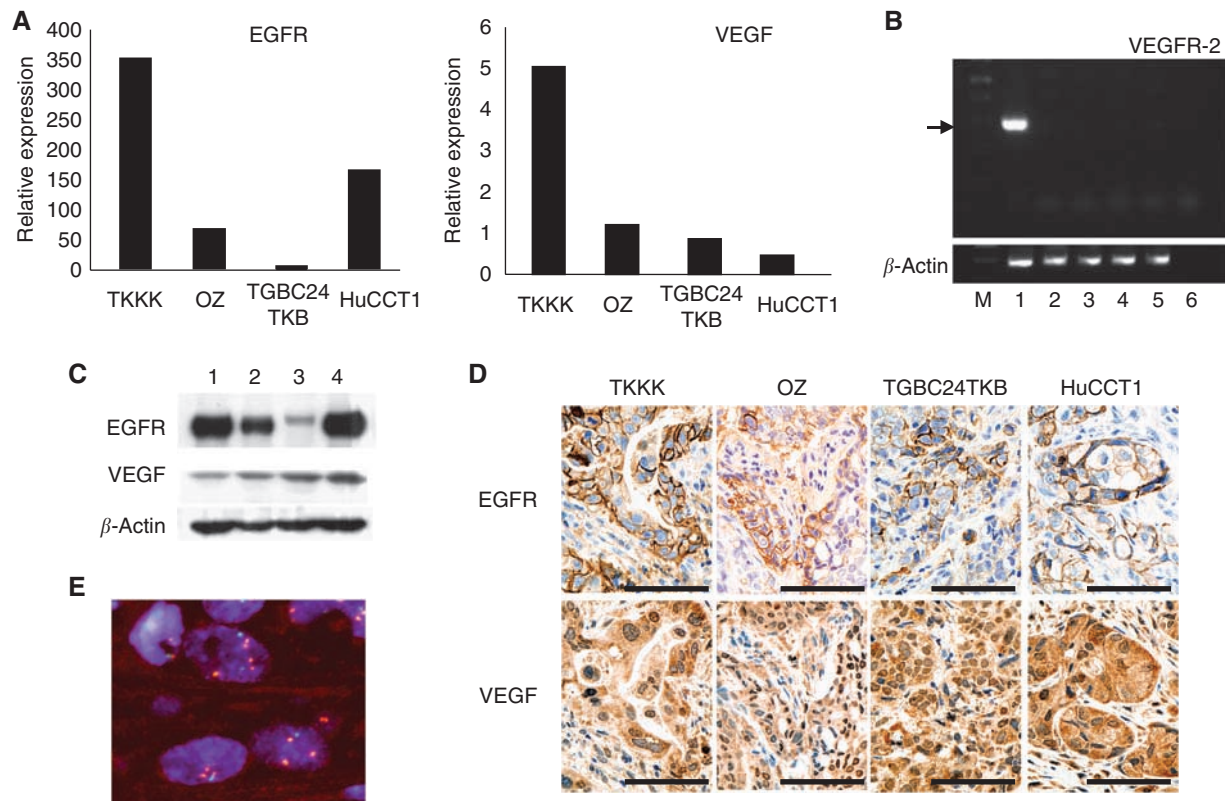 A
EGFR
Relative expression
400
350
300
250
200
150
100
50
0
TKKK
OZ
TGBC24
TKB
HuCCT1
VEGF
Relative expression
6
5
4
3
2
1
0
TKKK
OZ
TGBC24
TKB
HuCCT1
B
VEGFR-2
β-Actin
M 1 2 3 4 5 6
C
1 2 3 4
EGFR
VEGF
β-Actin
D
TKKK OZ TGBC24TKB HuCCT1
EGFR
VEGF
E